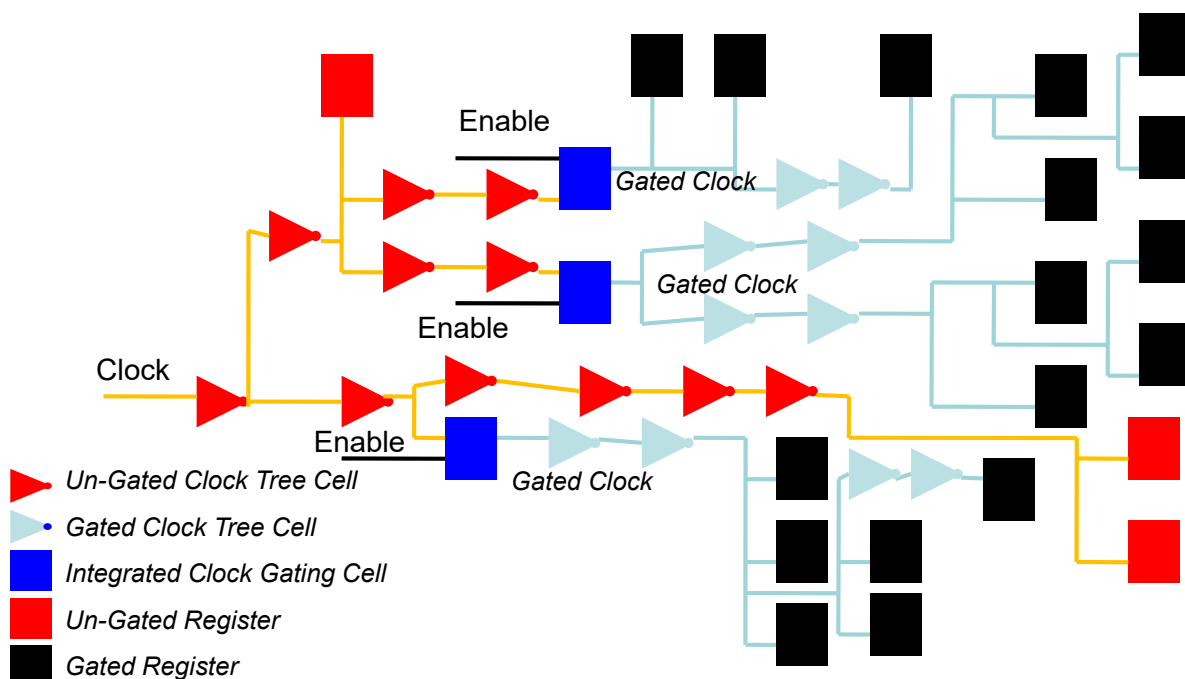 Enable
Gated Clock
Gated Clock
Enable
Clock
Enable
Gated Clock
Un-Gated Clock Tree Cell
Gated Clock Tree Cell
Integrated Clock Gating Cell
Un-Gated Register
Gated Register